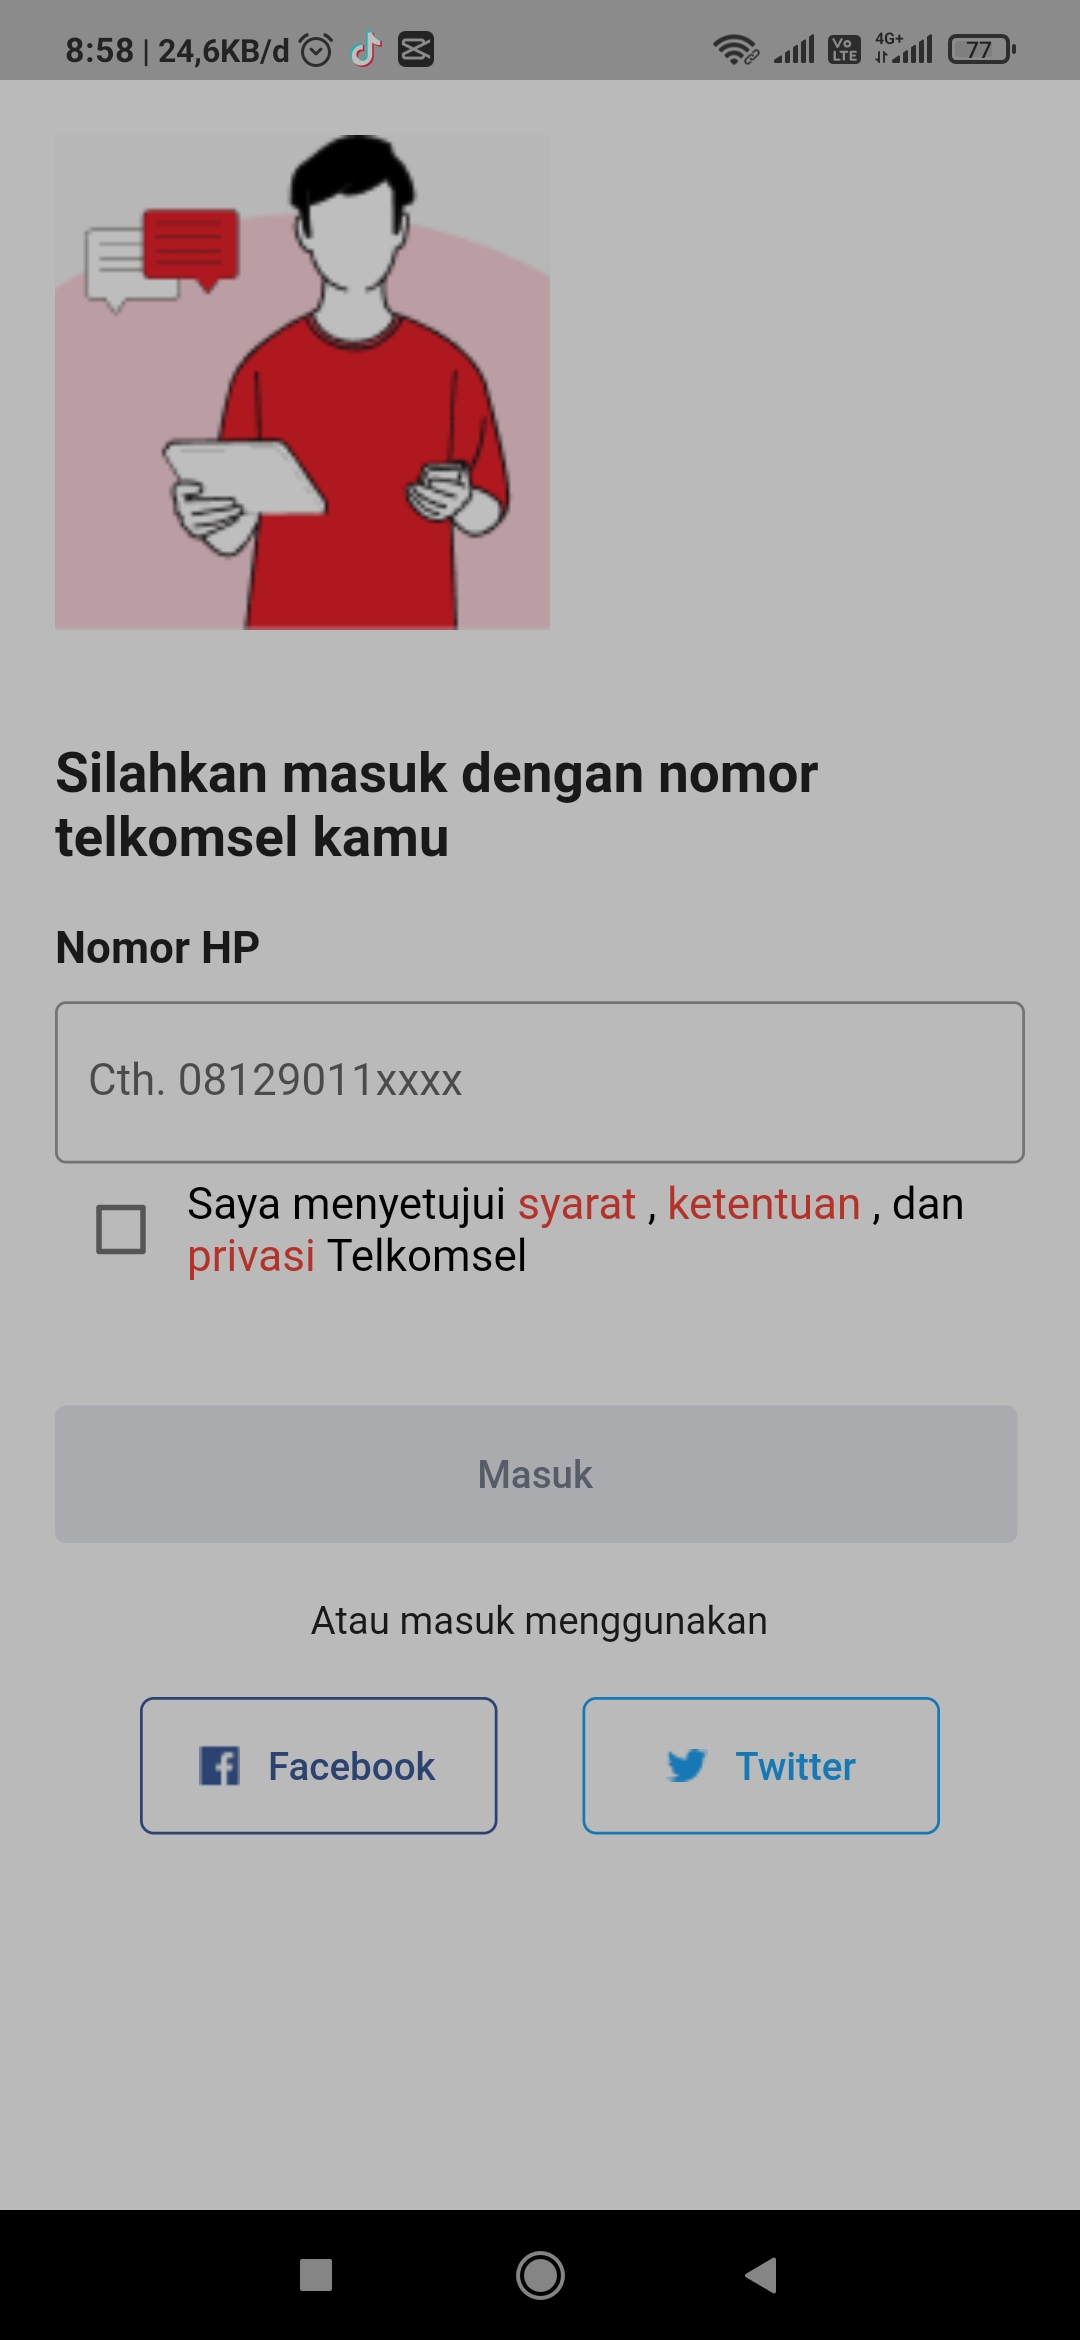 8:58 | 24,6KB/d
Vo LTE 4G+ 77
Silahkan masuk dengan nomor
telkomsel kamu
Nomor HP
Cth. 08129011xxxx
Saya menyetujui syarat , ketentuan , dan
privasi Telkomsel
Masuk
Atau masuk menggunakan
Facebook Twitter